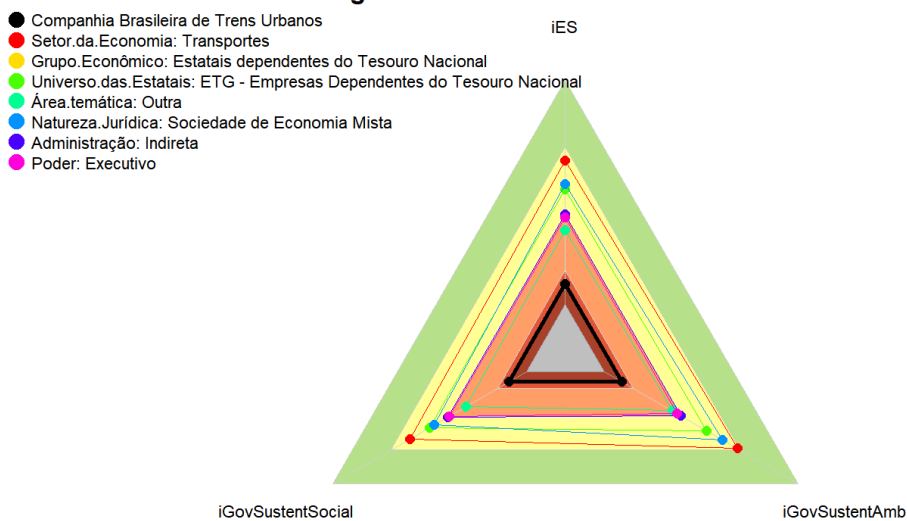 Companhia Brasileira de Trens Urbanos
Setor.da.Economia: Transportes
Grupo.Econômico: Estatais dependentes do Tesouro Nacional
Universo.das.Estatais: ETG - Empresas Dependentes do Tesouro Nacional
Área.temática: Outra
Natureza.Jurídica: Sociedade de Economia Mista
Administração: Indireta
Poder: Executivo
iES
iGovSustentSocial
iGovSustentAmb